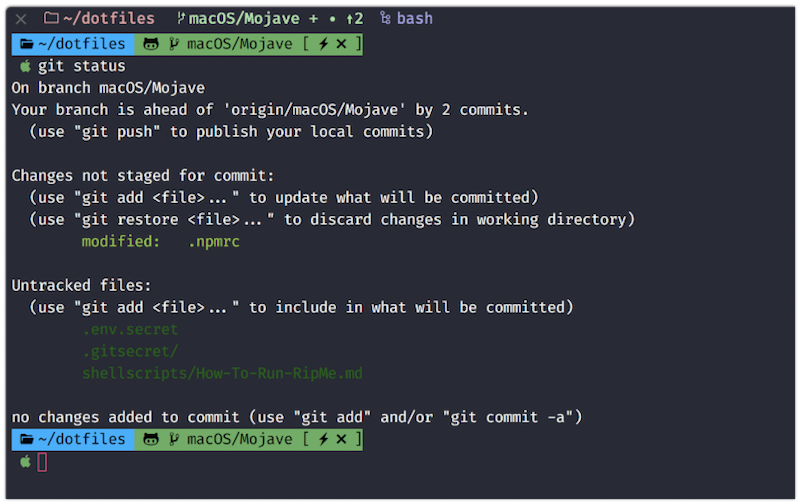 ~/dotfiles macOS/Mojave + • ↑2 bash
~/dotfiles macOS/Mojave [ ⚡✕ ]
git status
On branch macOS/Mojave
Your branch is ahead of 'origin/macOS/Mojave' by 2 commits.
(use "git push" to publish your local commits)
Changes not staged for commit:
(use "git add <file>..." to update what will be committed)
(use "git restore <file>..." to discard changes in working directory)
modified: .npmrc
Untracked files:
(use "git add <file>..." to include in what will be committed)
.env.secret
.gitsecret/
shellscripts/How-To-Run-RipMe.md
no changes added to commit (use "git add" and/or "git commit -a")
~/dotfiles macOS/Mojave [ ⚡✕ ]